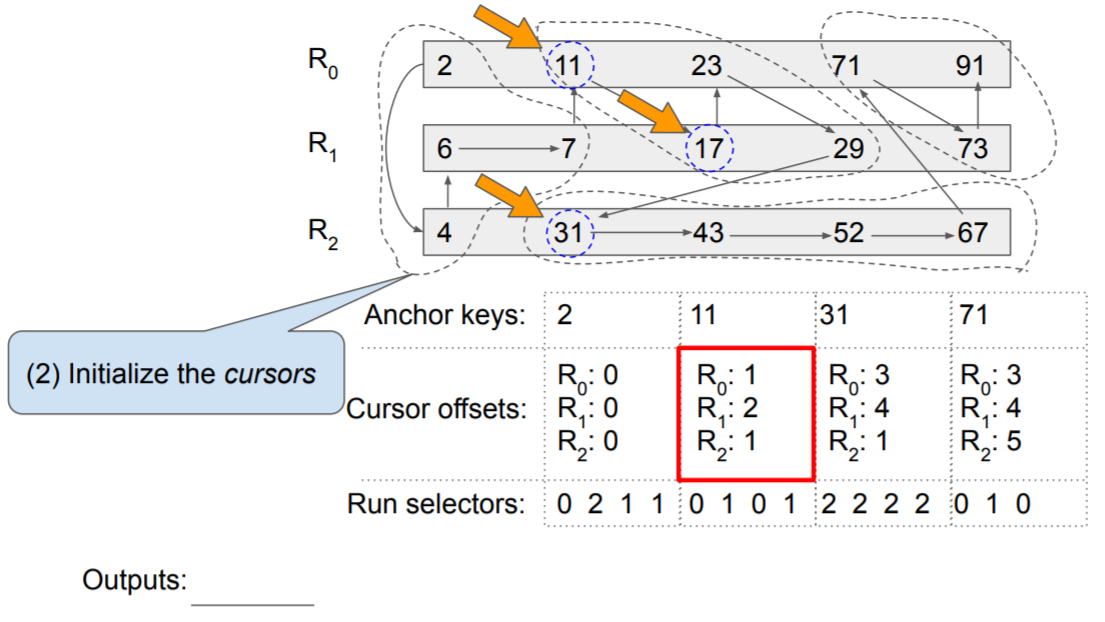 R0 2 11 23 71 91
R1 6 7 17 29 73
R2 4 31 43 52 67
(2) Initialize the cursors
Anchor keys: 2 11 31 71
Cursor offsets:
R0: 0 R0: 1 R0: 3 R0: 3
R1: 0 R1: 2 R1: 4 R1: 4
R2: 0 R2: 1 R2: 1 R2: 5
Run selectors: 0 2 1 1 0 1 0 1 2 2 2 2 0 1 0
Outputs: